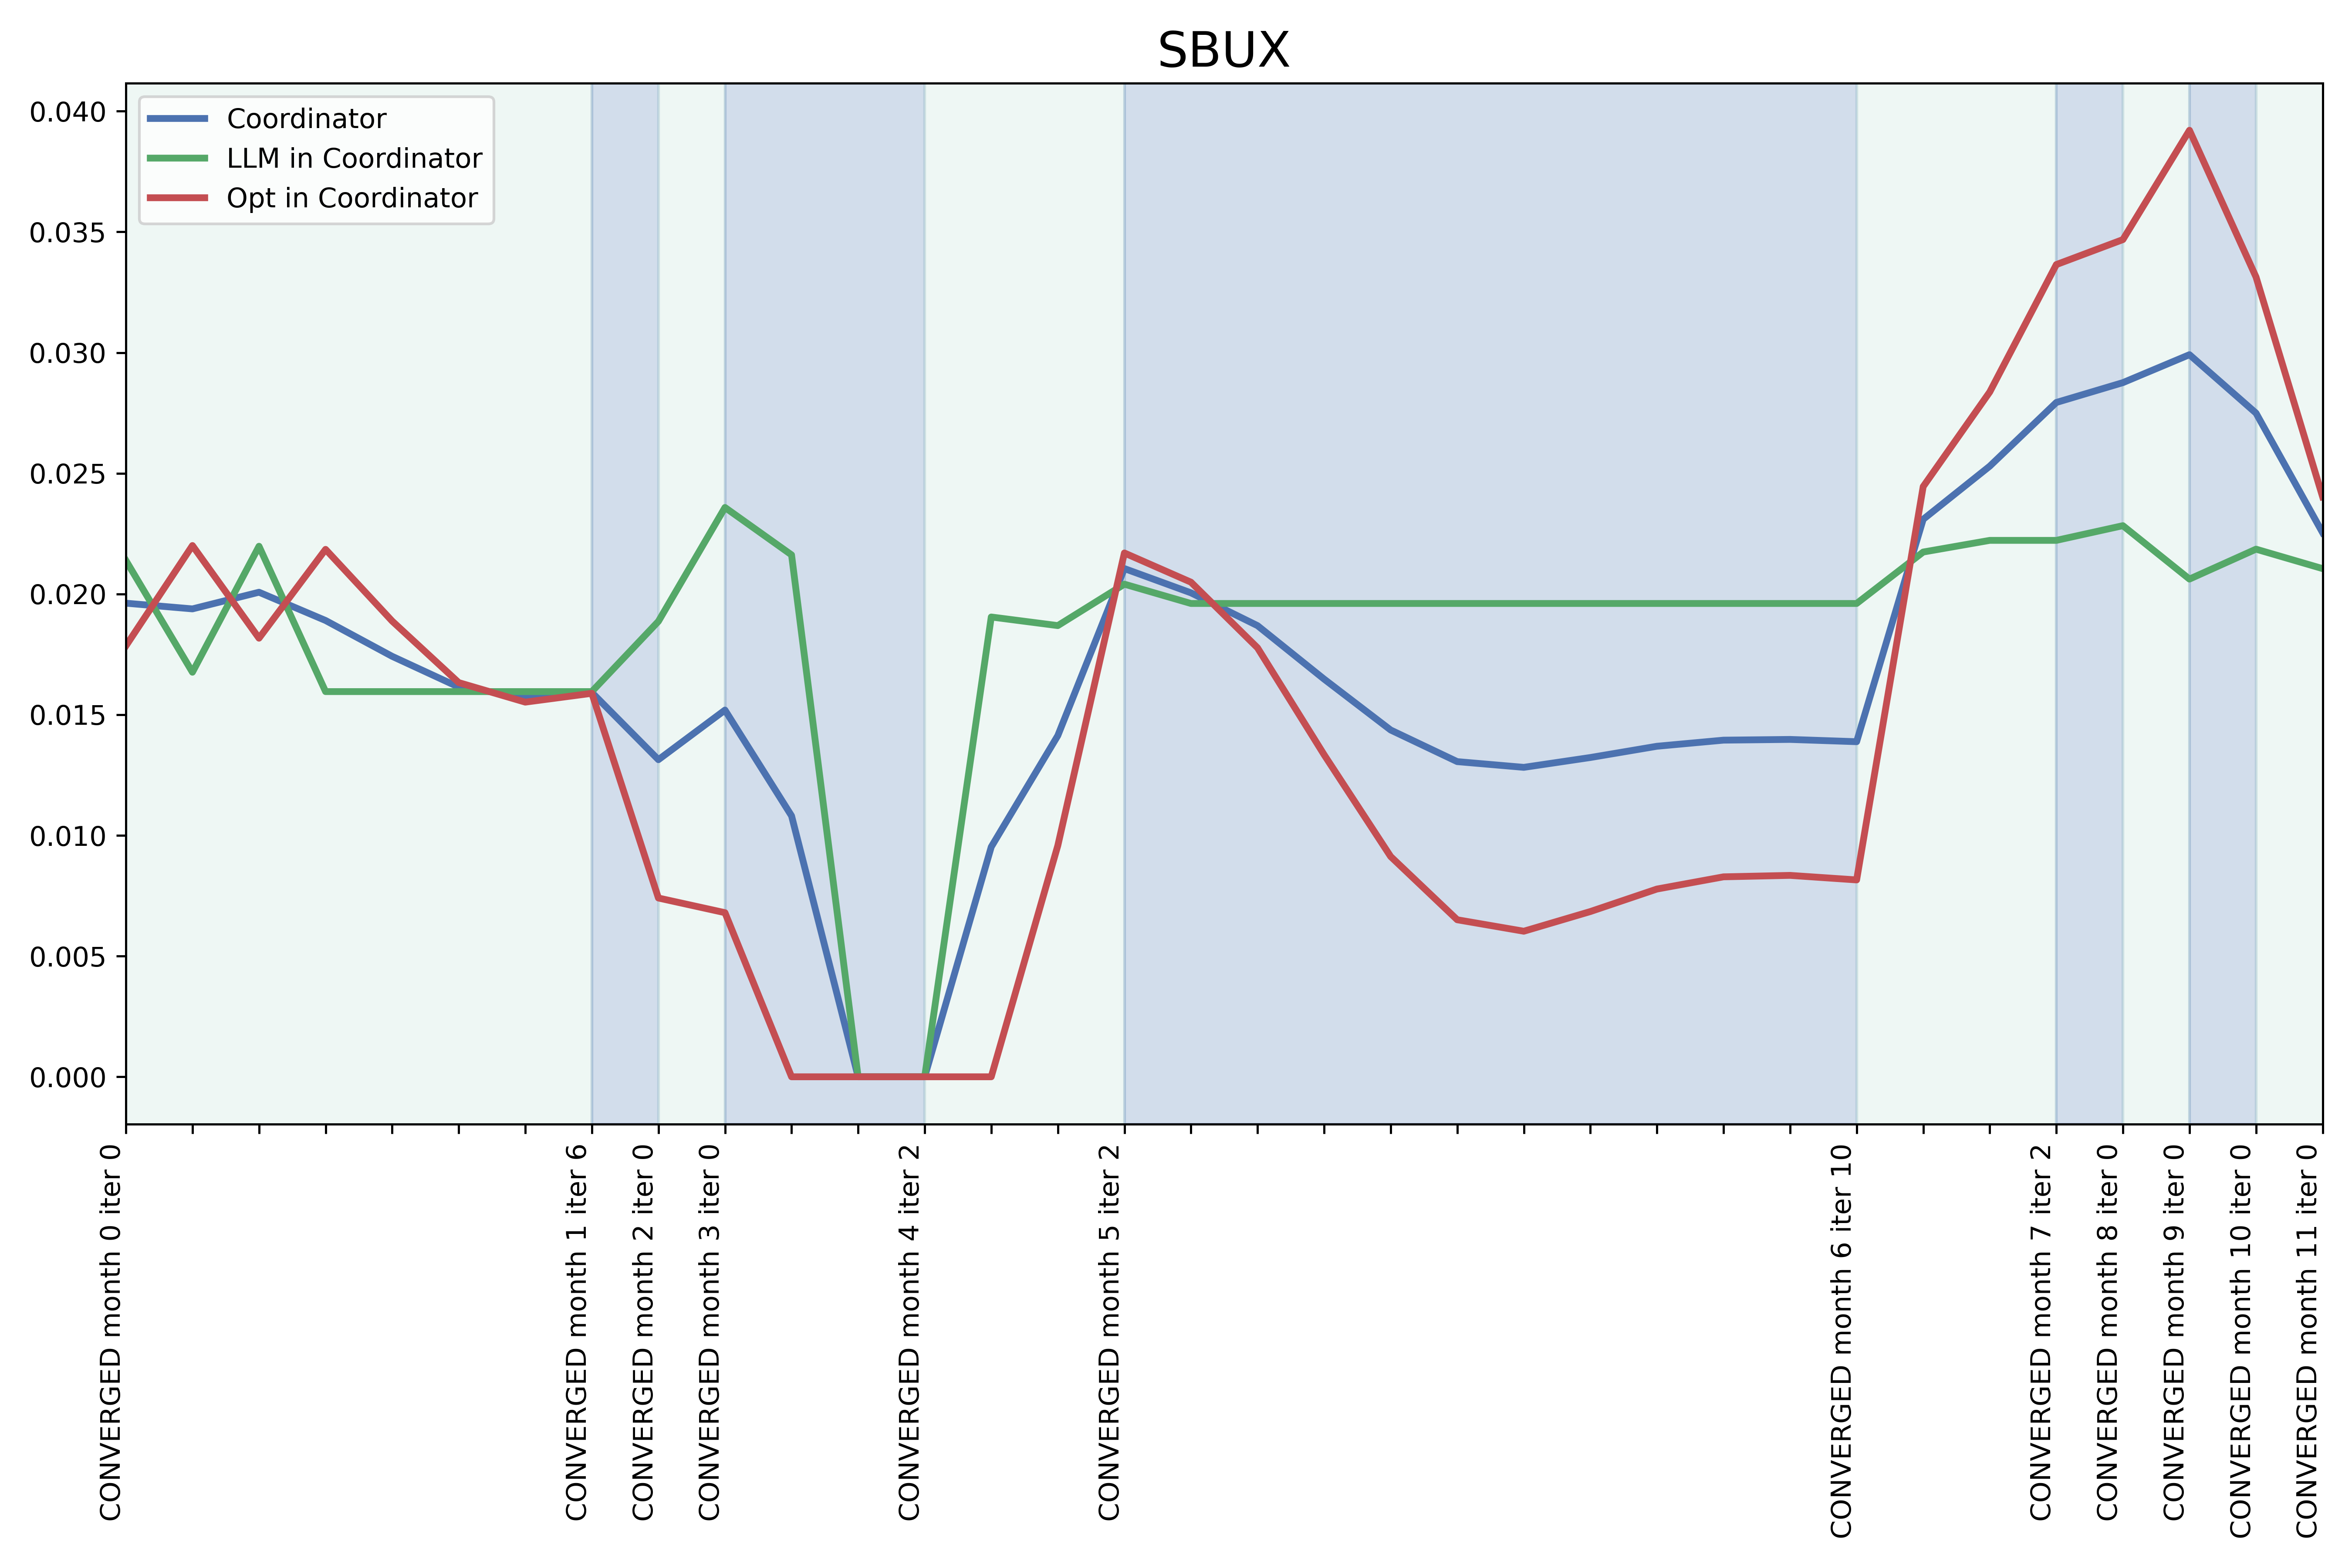 SBUX
Coordinator
LLM in Coordinator
Opt in Coordinator
0.040
0.035
0.030
0.025
0.020
0.015
0.010
0.005
0.000
CONVERGED month 0 iter 0
CONVERGED month 1 iter 6
CONVERGED month 2 iter 0
CONVERGED month 3 iter 0
CONVERGED month 4 iter 2
CONVERGED month 5 iter 2
CONVERGED month 6 iter 10
CONVERGED month 7 iter 2
CONVERGED month 8 iter 0
CONVERGED month 9 iter 0
CONVERGED month 10 iter 0
CONVERGED month 11 iter 0